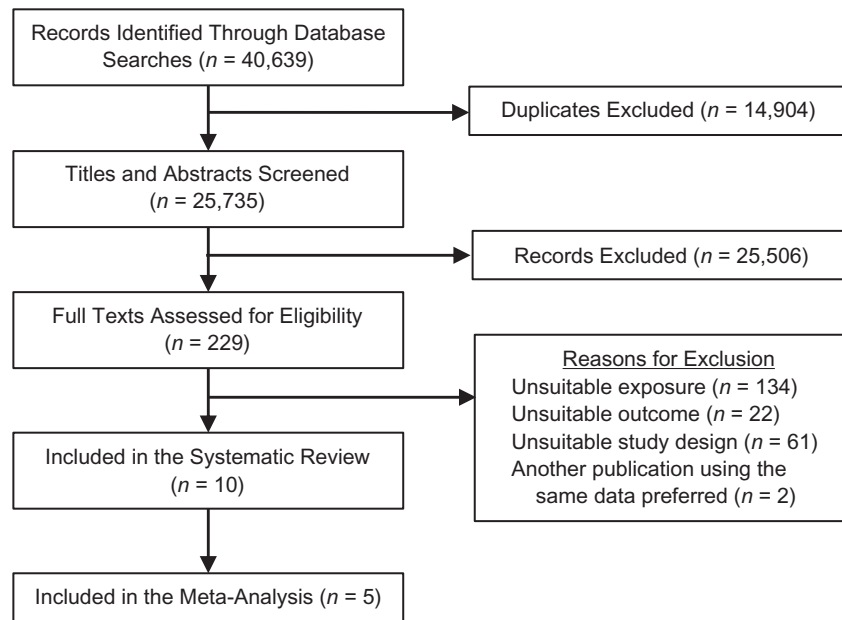 Records Identified Through Database
Searches (n = 40,639)
Duplicates Excluded (n = 14,904)
Titles and Abstracts Screened
(n = 25,735)
Records Excluded (n = 25,506)
Full Texts Assessed for Eligibility
(n = 229)
Reasons for Exclusion
Unsuitable exposure (n = 134)
Unsuitable outcome (n = 22)
Unsuitable study design (n = 61)
Another publication using the
same data preferred (n = 2)
Included in the Systematic Review
(n = 10)
Included in the Meta-Analysis (n = 5)